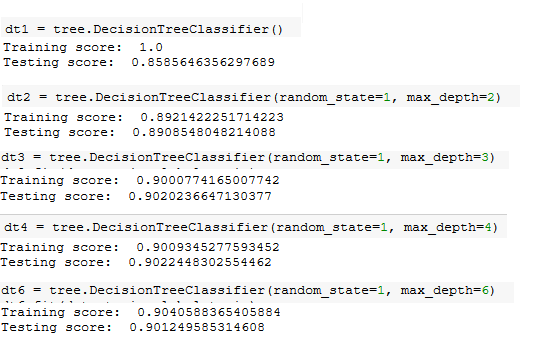 dt1 = tree.DecisionTreeClassifier()
Training score:  1.0
Testing score:  0.8585646356297689
dt2 = tree.DecisionTreeClassifier(random_state=1, max_depth=2)
Training score:  0.8921422251714223
Testing score:  0.8908548048214088
dt3 = tree.DecisionTreeClassifier(random_state=1, max_depth=3)
Training score:  0.9000774165007742
Testing score:  0.9020236647130377
dt4 = tree.DecisionTreeClassifier(random_state=1, max_depth=4)
Training score:  0.9009345277593452
Testing score:  0.9022448302554462
dt6 = tree.DecisionTreeClassifier(random_state=1, max_depth=6)
Training score:  0.9040588365405884
Testing score:  0.901249585314608